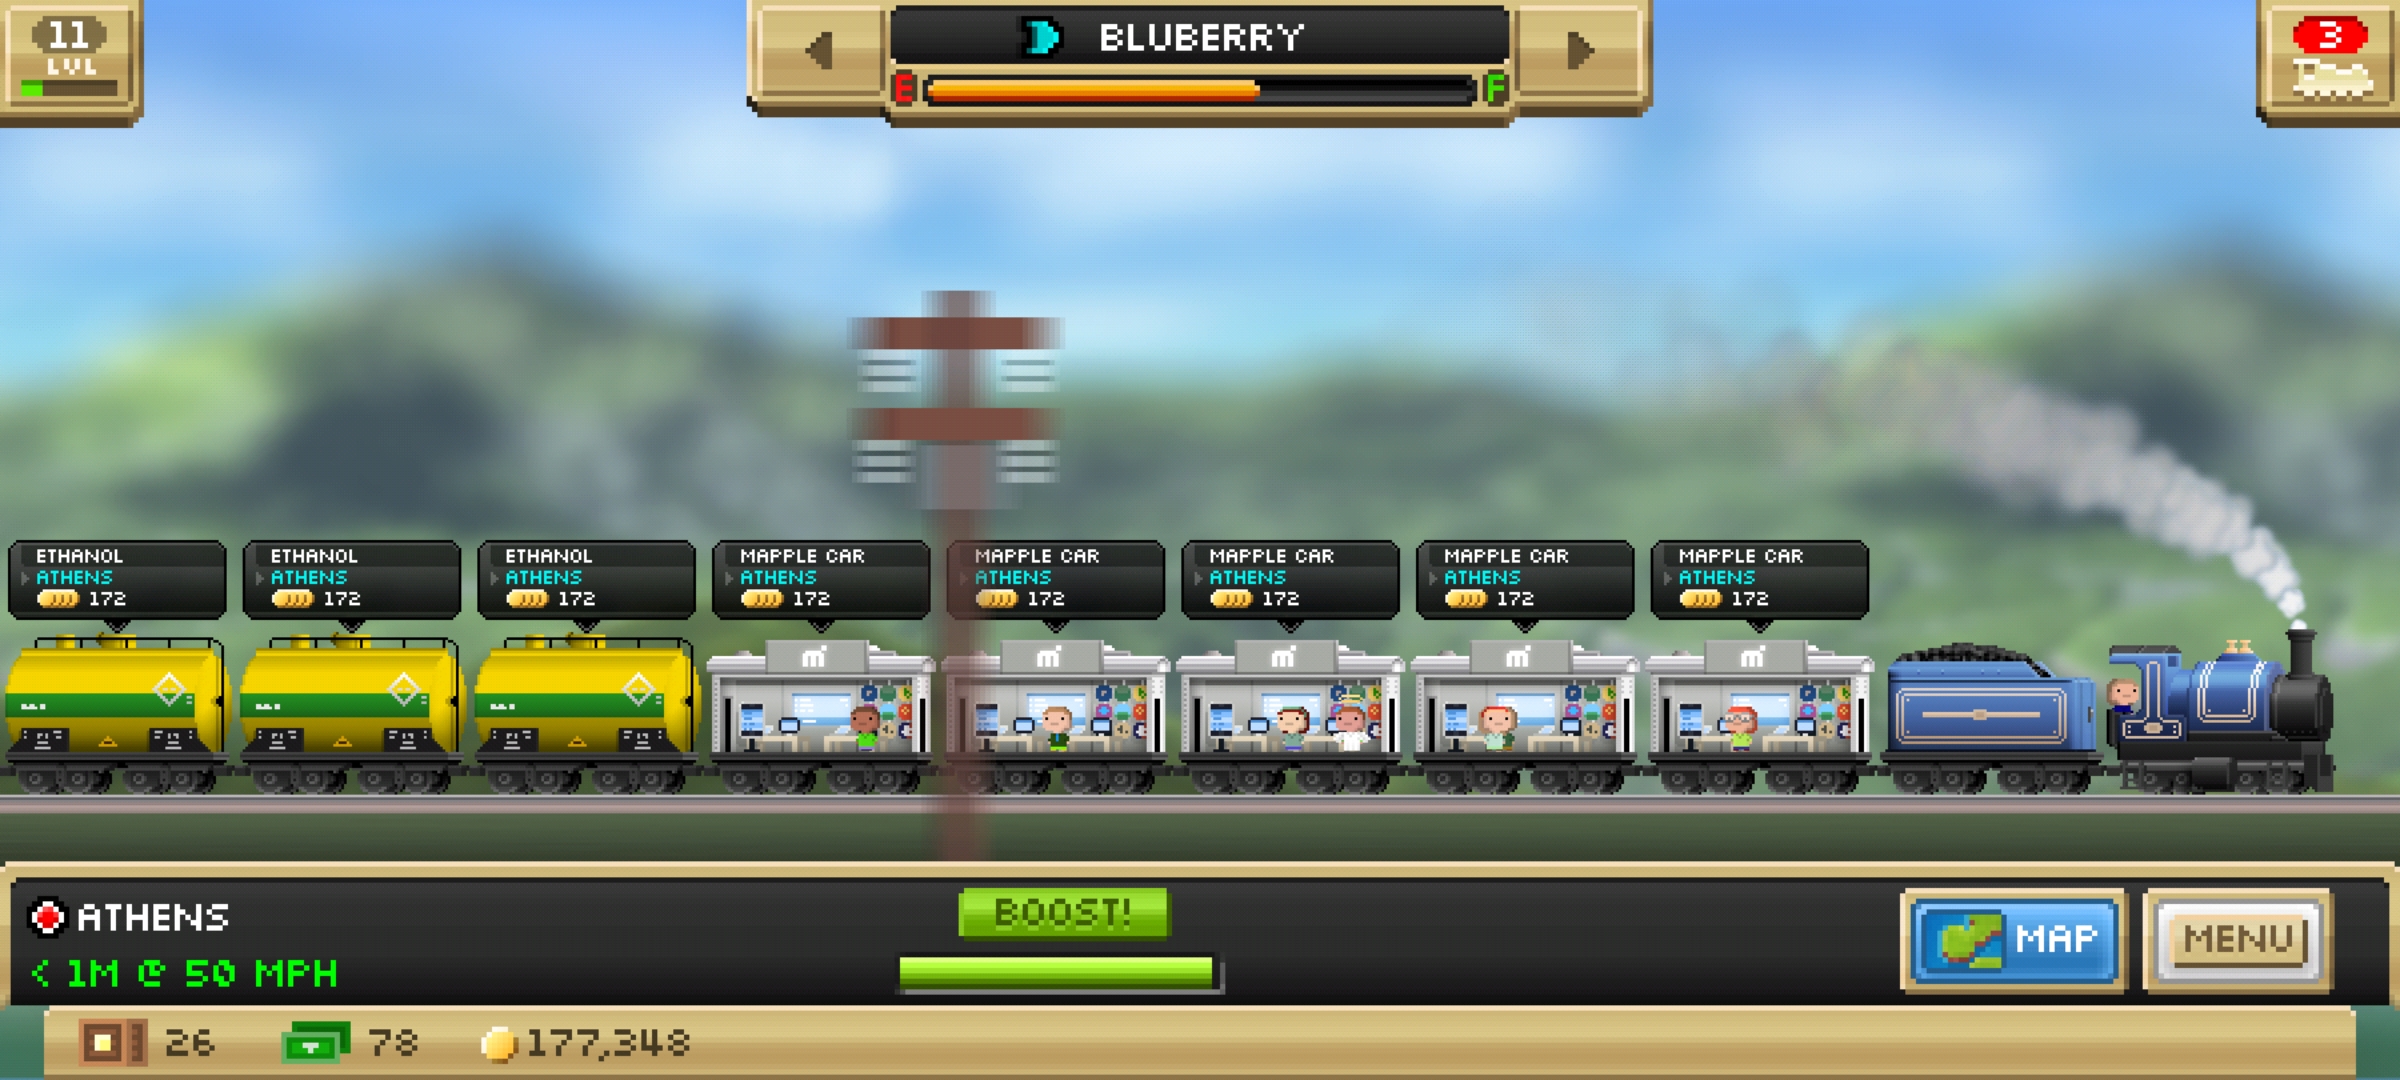 11
LVL
BLUBERRY
E
F
3
ETHANOL
ATHENS
172
ETHANOL
ATHENS
172
ETHANOL
ATHENS
172
MAPPLE CAR
ATHENS
172
MAPPLE CAR
ATHENS
172
MAPPLE CAR
ATHENS
172
MAPPLE CAR
ATHENS
172
MAPPLE CAR
ATHENS
172
m
m
m
m
m
ATHENS
< 1M @ 50 MPH
BOOST!
MAP
MENU
26
78
177,348